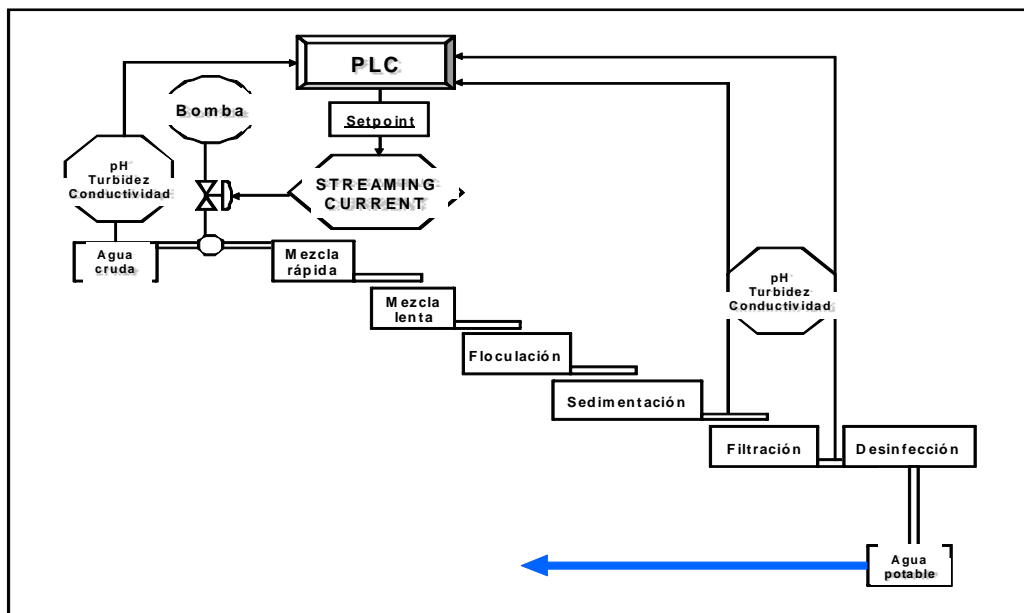 PLC
Bomba
Setpoint
pH
Turbidez
Conductividad
STREAMING
CURRENT
Agua
cruda
Mezcla
rápida
pH
Turbidez
Conductividad
Mezcla
lenta
Floculación
Sedimentación
Filtración
Desinfección
Agua
potable